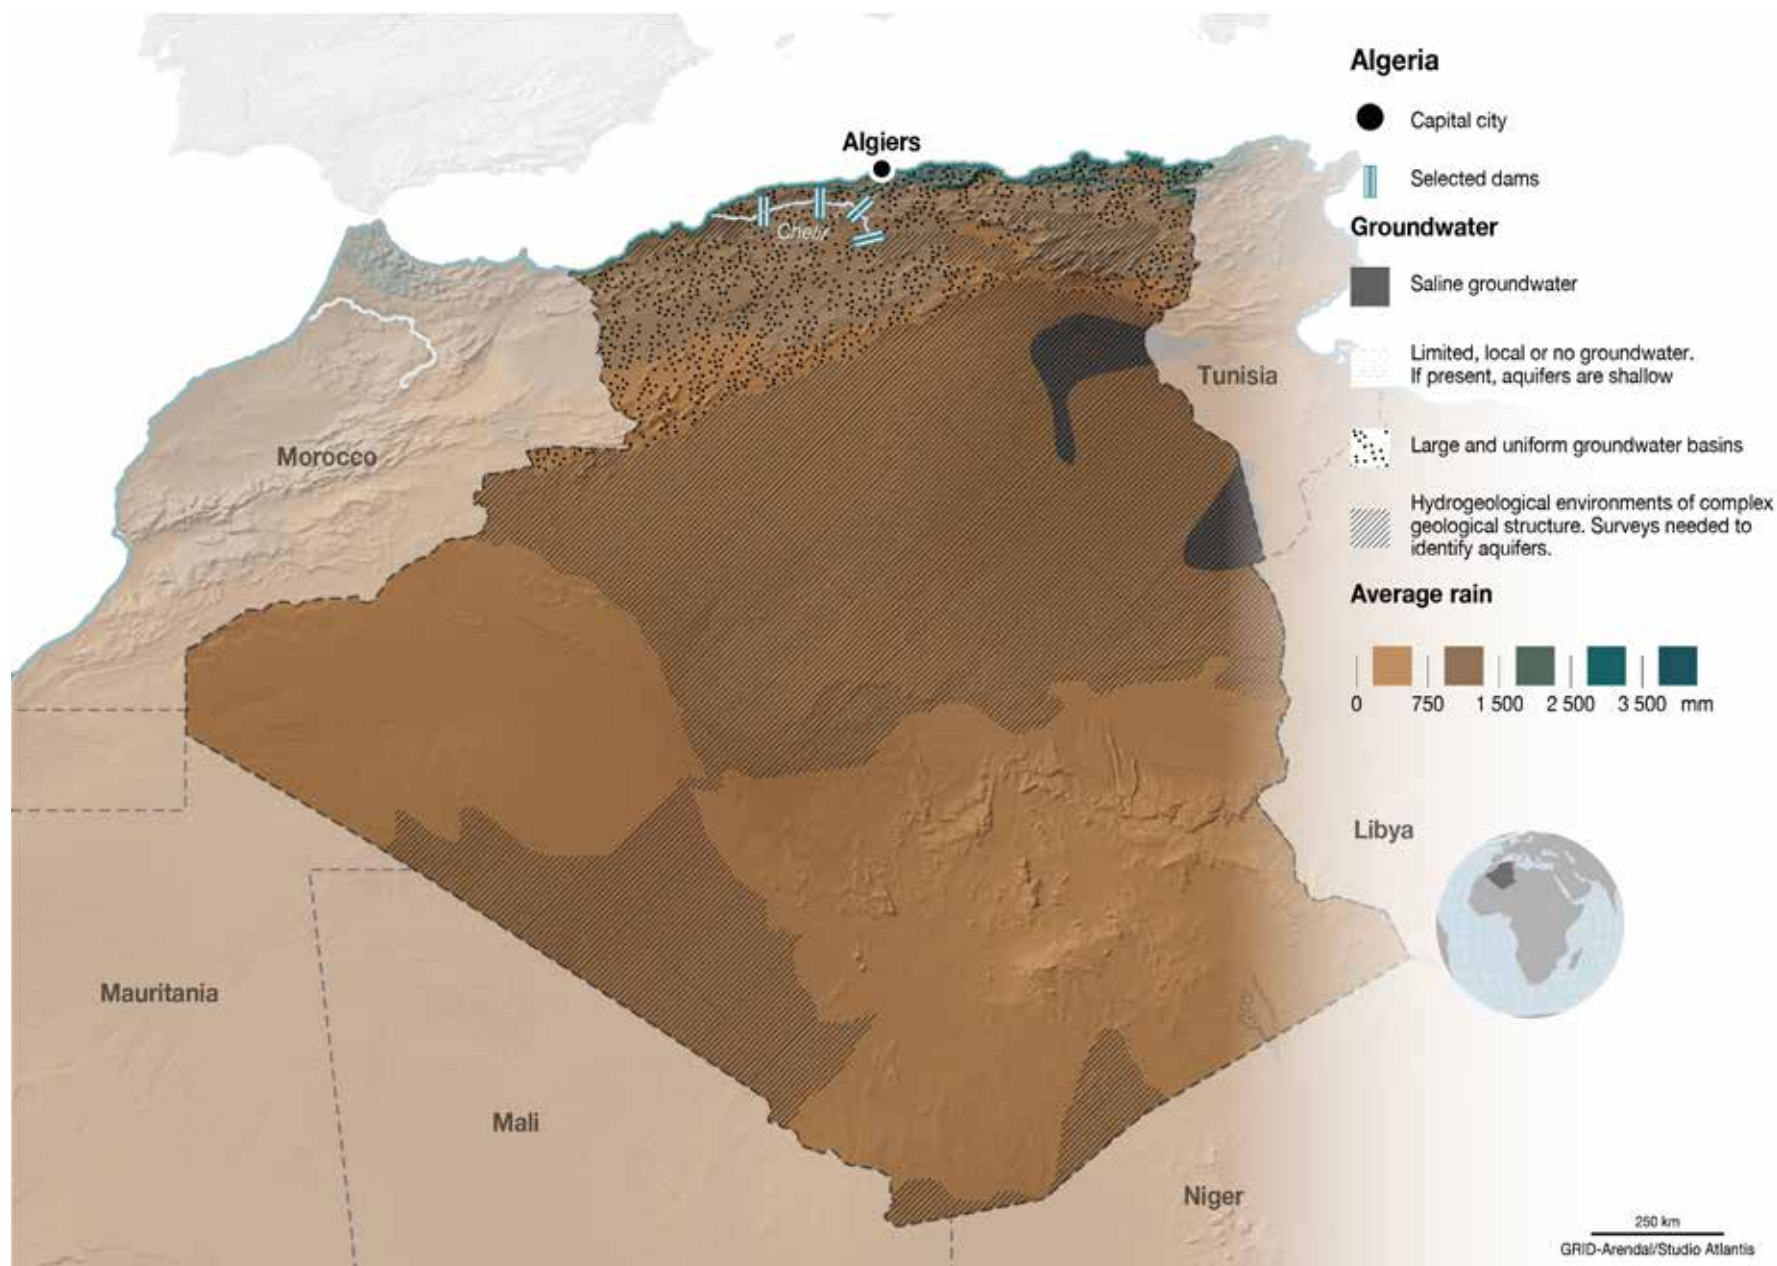 Algeria
Capital city
Selected dams
Groundwater
Saline groundwater
Limited, local or no groundwater.
If present, aquifers are shallow
Large and uniform groundwater basins
Hydrogeological environments of complex
geological structure. Surveys needed to
identify aquifers.
Average rain
0 750 1 500 2 500 3 500 mm
Algiers
Chelif
Tunisia
Morocco
Libya
Mauritania
Mali
Niger
250 km
GRID-Arendal/Studio Atlantis